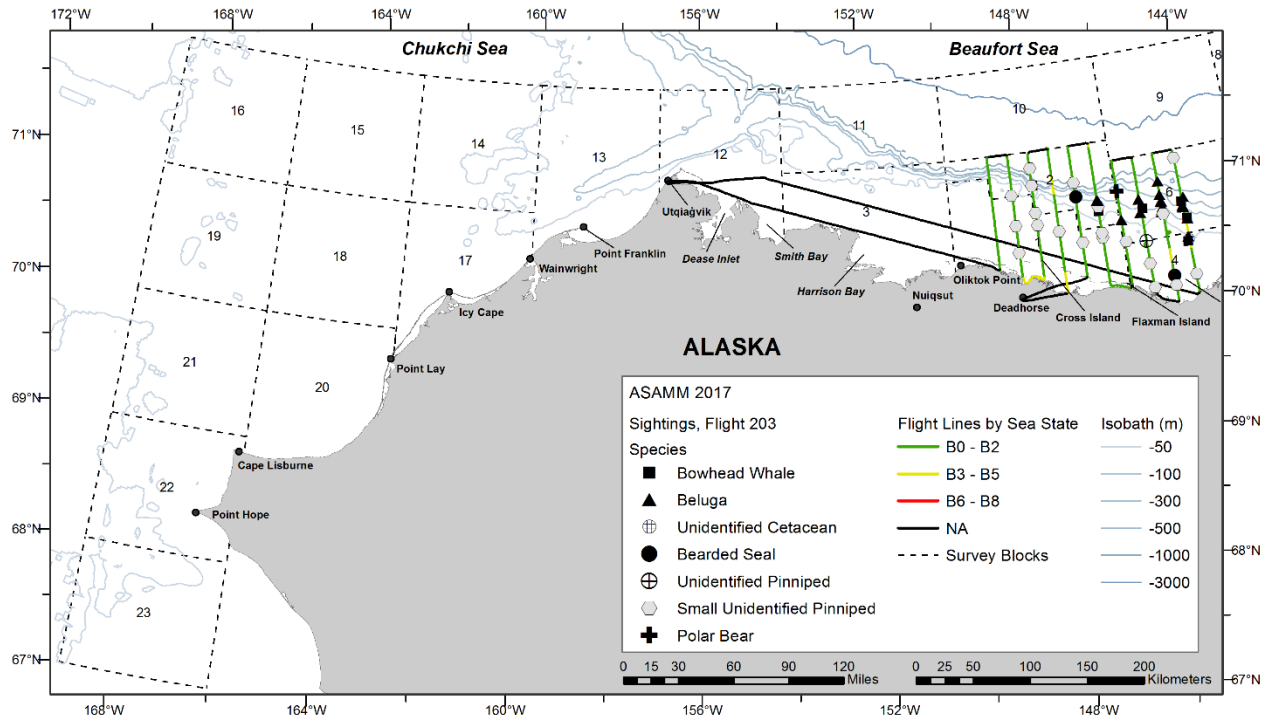 172°W 164°W 160°W 156°W 152°W 148°W 144°W
Chukchi Sea
Beaufort Sea
8
16
15
14
13
12
11
10
9
71°N
71°N
2
6
Utqiaġvik
3
19
18
17
Point Franklin
Dease Inlet
Smith Bay
Wainwright
4
70°N
70°N
Harrison Bay
Oliktok Point
Icy Cape
Nuiqsut
Deadhorse
Cross Island
Flaxman Island
21
20
Point Lay
ALASKA
69°N
69°N
Cape Lisburne
22
Point Hope
68°N
68°N
23
67°N
67°N
ASAMM 2017
Sightings, Flight 203
Species
Bowhead Whale
Beluga
Unidentified Cetacean
Bearded Seal
Unidentified Pinniped
Small Unidentified Pinniped
Polar Bear
Flight Lines by Sea State
B0 - B2
B3 - B5
B6 - B8
NA
Survey Blocks
Isobath (m)
-50
-100
-300
-500
-1000
-3000
0 15 30 60 90 120
Miles
0 25 50 100 150 200
Kilometers
168°W 164°W 160°W 156°W 152°W 148°W